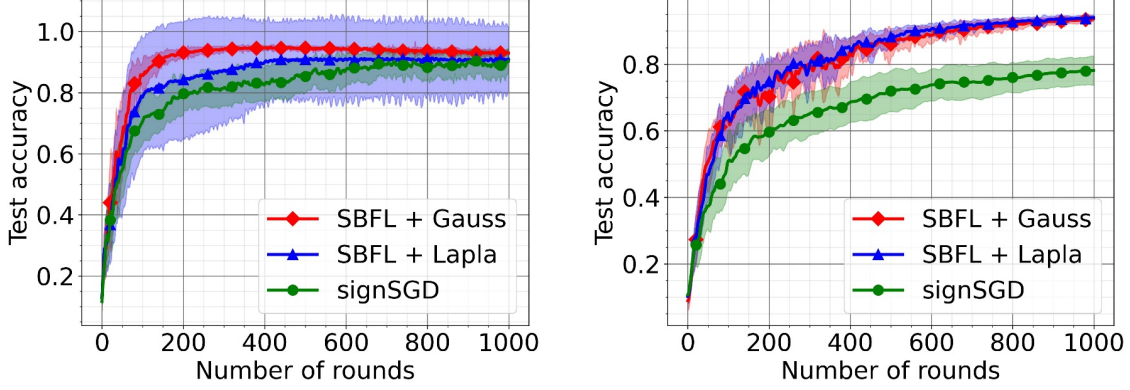 Test accuracy
1.0
0.8
0.6
0.4
0.2
SBFL + Gauss
SBFL + Lapla
signSGD
0 200 400 600 800 1000
Number of rounds
Test accuracy
0.8
0.6
0.4
0.2
SBFL + Gauss
SBFL + Lapla
signSGD
0 200 400 600 800 1000
Number of rounds